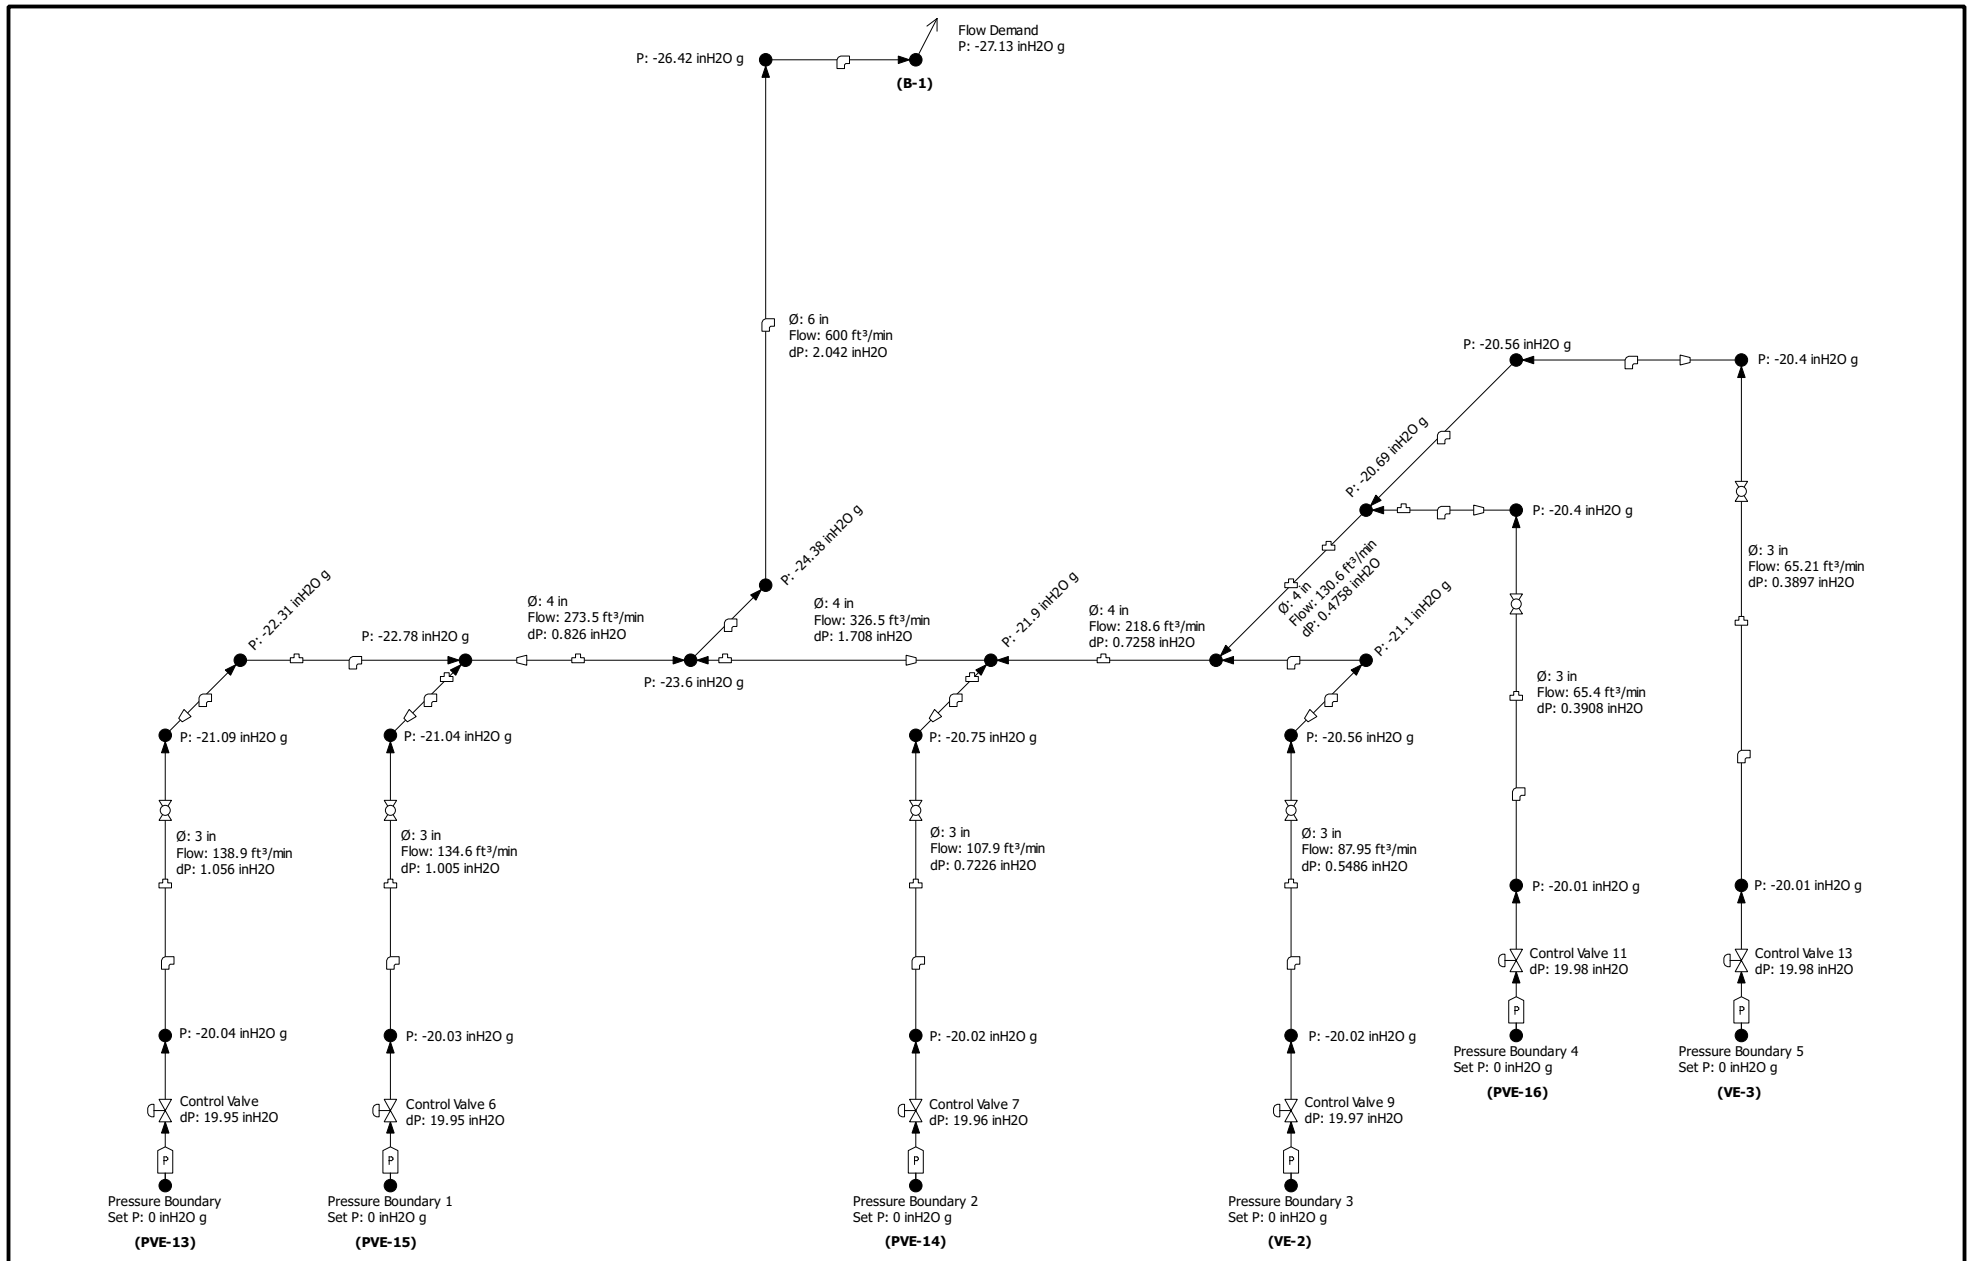 Flow Demand
P: -27.13 inH2O g
P: -26.42 inH2O g
(B-1)
Ø: 6 in
Flow: 600 ft³/min
dP: 2.042 inH2O
P: -20.56 inH2O g
P: -20.4 inH2O g
P: -20.69 inH2O g
P: -20.4 inH2O g
P: -24.38 inH2O g
Ø: 3 in
Flow: 65.21 ft³/min
dP: 0.3897 inH2O
Ø: 4 in
Flow: 130.6 ft³/min
dP: 0.4758 inH2O
P: -22.31 inH2O g
P: -22.78 inH2O g
Ø: 4 in
Flow: 273.5 ft³/min
dP: 0.826 inH2O
Ø: 4 in
Flow: 326.5 ft³/min
dP: 1.708 inH2O
P: -21.9 inH2O g
Ø: 4 in
Flow: 218.6 ft³/min
dP: 0.7258 inH2O
P: -21.1 inH2O g
P: -23.6 inH2O g
Ø: 3 in
Flow: 65.4 ft³/min
dP: 0.3908 inH2O
P: -21.09 inH2O g
P: -21.04 inH2O g
P: -20.75 inH2O g
P: -20.56 inH2O g
Ø: 3 in
Flow: 138.9 ft³/min
dP: 1.056 inH2O
Ø: 3 in
Flow: 134.6 ft³/min
dP: 1.005 inH2O
Ø: 3 in
Flow: 107.9 ft³/min
dP: 0.7226 inH2O
Ø: 3 in
Flow: 87.95 ft³/min
dP: 0.5486 inH2O
P: -20.01 inH2O g
P: -20.01 inH2O g
Control Valve 11
dP: 19.98 inH2O
Control Valve 13
dP: 19.98 inH2O
P
P
P: -20.04 inH2O g
P: -20.03 inH2O g
P: -20.02 inH2O g
P: -20.02 inH2O g
Pressure Boundary 4
Set P: 0 inH2O g
(PVE-16)
Pressure Boundary 5
Set P: 0 inH2O g
(VE-3)
Control Valve
dP: 19.95 inH2O
Control Valve 6
dP: 19.95 inH2O
Control Valve 7
dP: 19.96 inH2O
Control Valve 9
dP: 19.97 inH2O
P
P
P
P
Pressure Boundary
Set P: 0 inH2O g
(PVE-13)
Pressure Boundary 1
Set P: 0 inH2O g
(PVE-15)
Pressure Boundary 2
Set P: 0 inH2O g
(PVE-14)
Pressure Boundary 3
Set P: 0 inH2O g
(VE-2)